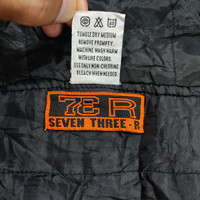 TUMBLE DRY MEDIUM
REMOVE PROMPTLY.
MACHINE WASH WARM
WITH LIKE COLORS.
USE ONLY NON-CHLORINE
BLEACH WHEN NEEDED
73 R
SEVEN THREE - R